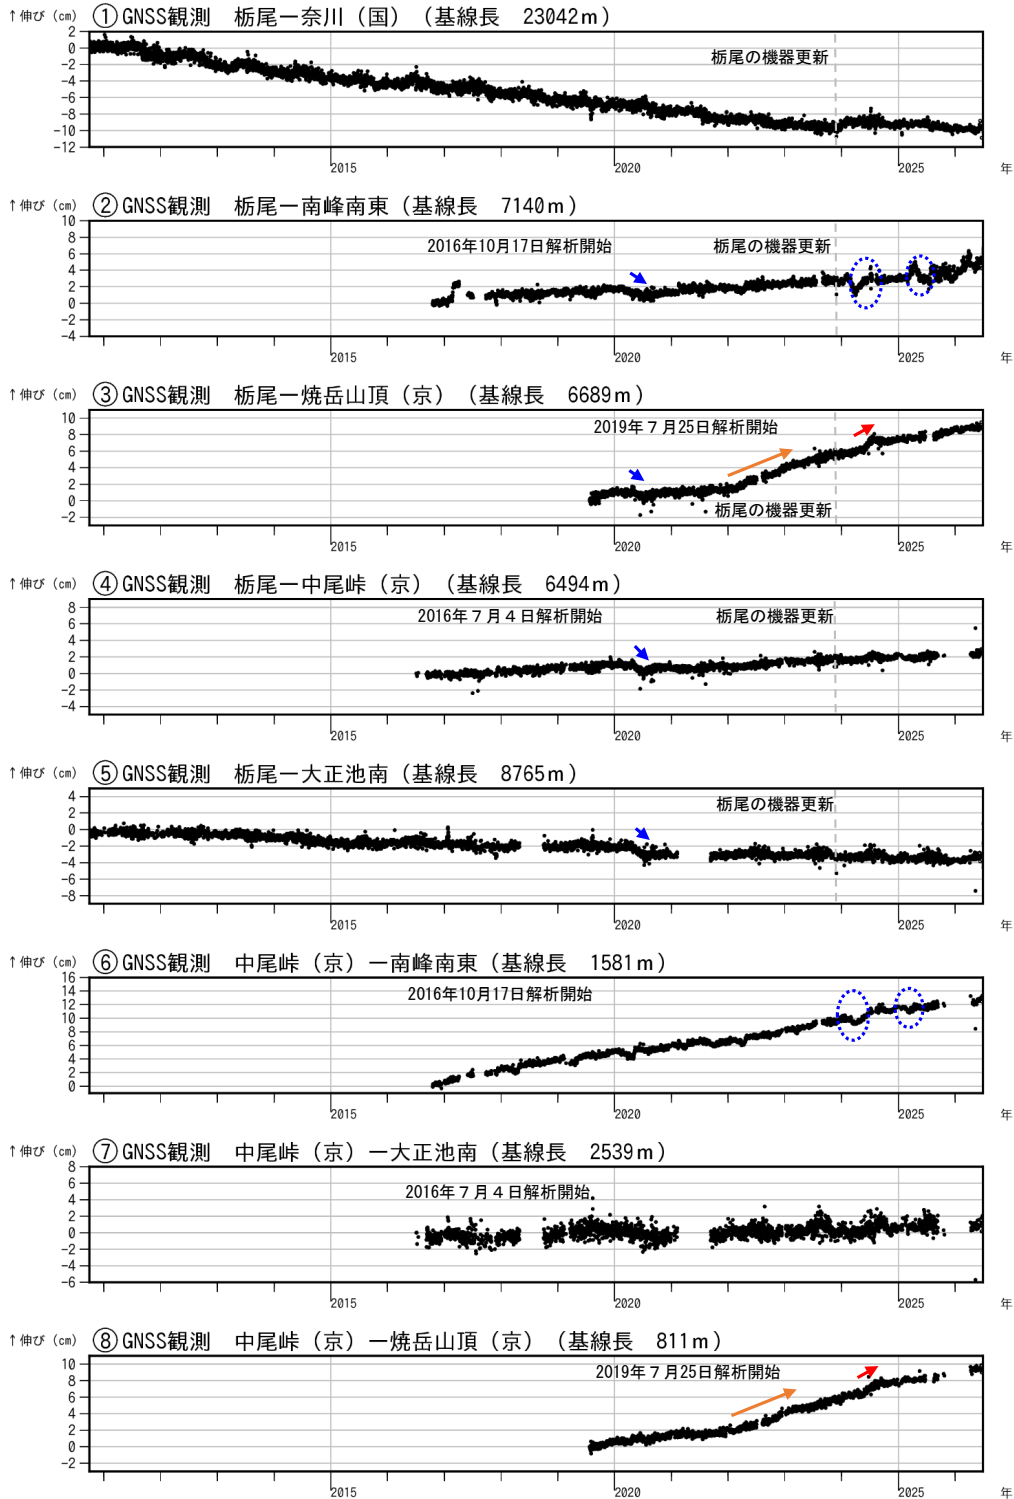 ↑伸び（cm） ①GNSS観測　栃尾ー奈川（国）（基線長　23042m）
2
0
-2
-4
-6
-8
-10
-12
栃尾の機器更新
2015 2020 2025 年
↑伸び（cm） ②GNSS観測　栃尾ー南峰南東（基線長　7140m）
10
8
6
4
2
0
-2
-4
2016年10月17日解析開始 栃尾の機器更新
2015 2020 2025 年
↑伸び（cm） ③GNSS観測　栃尾ー焼岳山頂（京）（基線長　6689m）
10
8
6
4
2
0
-2
2019年７月25日解析開始
栃尾の機器更新
2015 2020 2025 年
↑伸び（cm） ④GNSS観測　栃尾ー中尾峠（京）（基線長　6494m）
8
6
4
2
0
-2
-4
2016年７月４日解析開始 栃尾の機器更新
2015 2020 2025 年
↑伸び（cm） ⑤GNSS観測　栃尾ー大正池南（基線長　8765m）
4
2
0
-2
-4
-6
-8
栃尾の機器更新
2015 2020 2025 年
↑伸び（cm） ⑥GNSS観測　中尾峠（京）ー南峰南東（基線長　1581m）
16
14
12
10
8
6
4
2
0
2016年10月17日解析開始
2015 2020 2025 年
↑伸び（cm） ⑦GNSS観測　中尾峠（京）ー大正池南（基線長　2539m）
8
6
4
2
0
-2
-4
-6
2016年７月４日解析開始
2015 2020 2025 年
↑伸び（cm） ⑧GNSS観測　中尾峠（京）ー焼岳山頂（京）（基線長　811m）
10
8
6
4
2
0
-2
2019年７月25日解析開始
2015 2020 2025 年